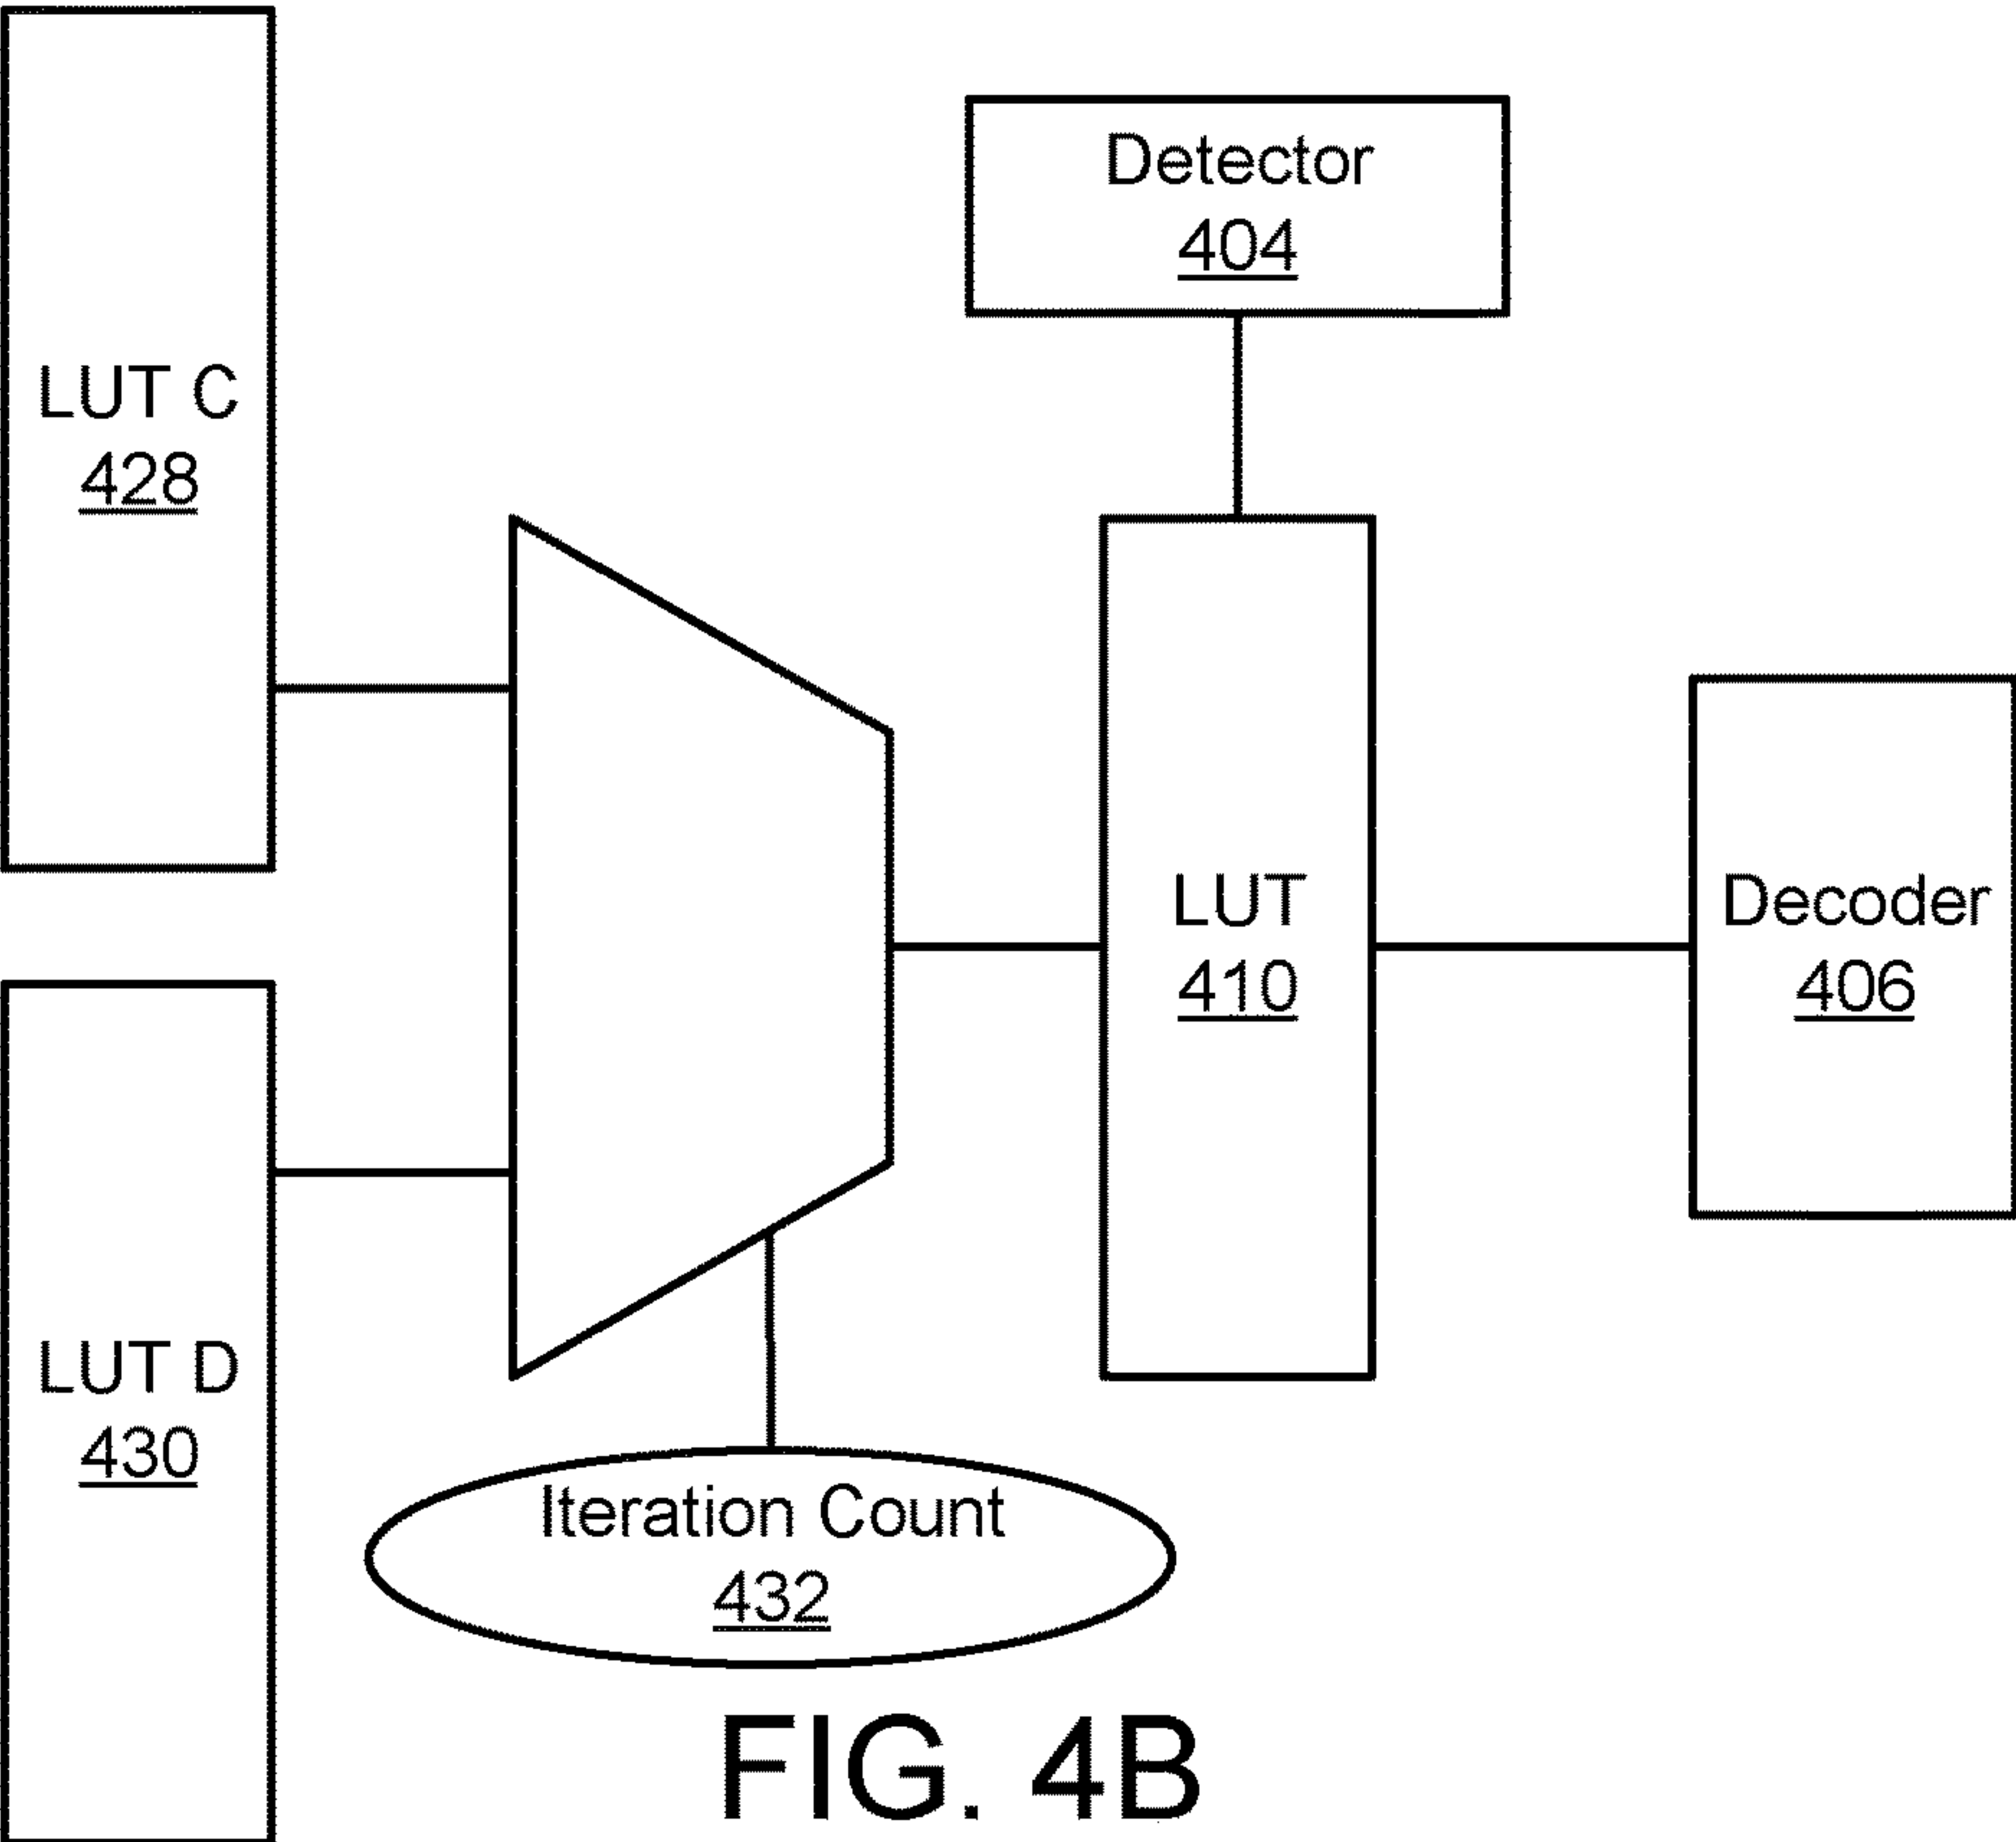 Detector
404
LUT C
428
LUT
410
Decoder
406
LUT D
430
Iteration Count
432
FIG. 4B